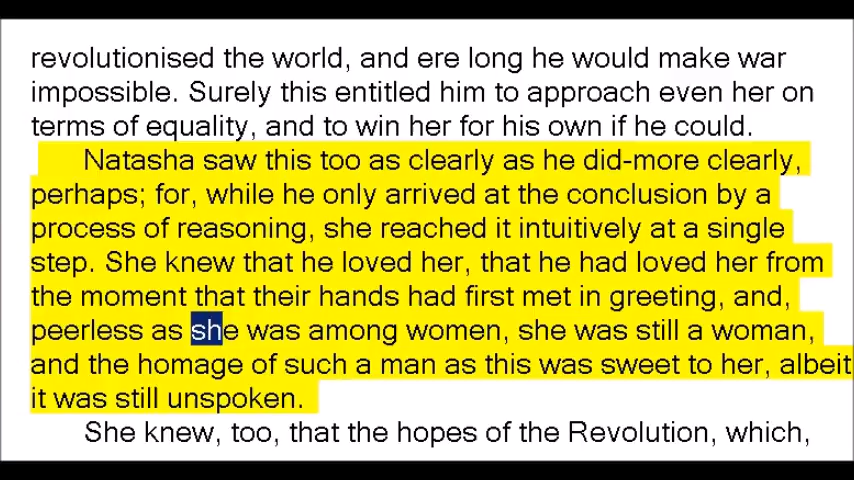 revolutionised the world, and ere long he would make war
impossible. Surely this entitled him to approach even her on
terms of equality, and to win her for his own if he could.
Natasha saw this too as clearly as he did-more clearly,
perhaps; for, while he only arrived at the conclusion by a
process of reasoning, she reached it intuitively at a single
step. She knew that he loved her, that he had loved her from
the moment that their hands had first met in greeting, and,
peerless as she was among women, she was still a woman,
and the homage of such a man as this was sweet to her, albeit
it was still unspoken.
She knew, too, that the hopes of the Revolution, which,